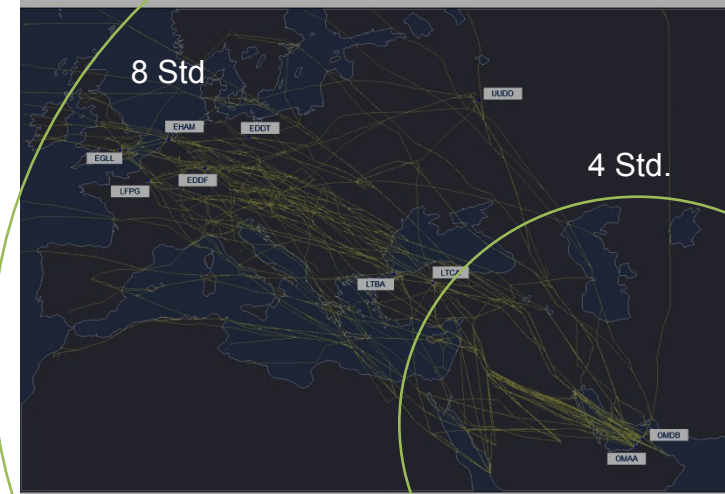 8 Std
UUDD
EHAM
EDDT
EGLL
4 Std.
EDDF
LFPG
LTCA
LTBA
OMDB
OMAA